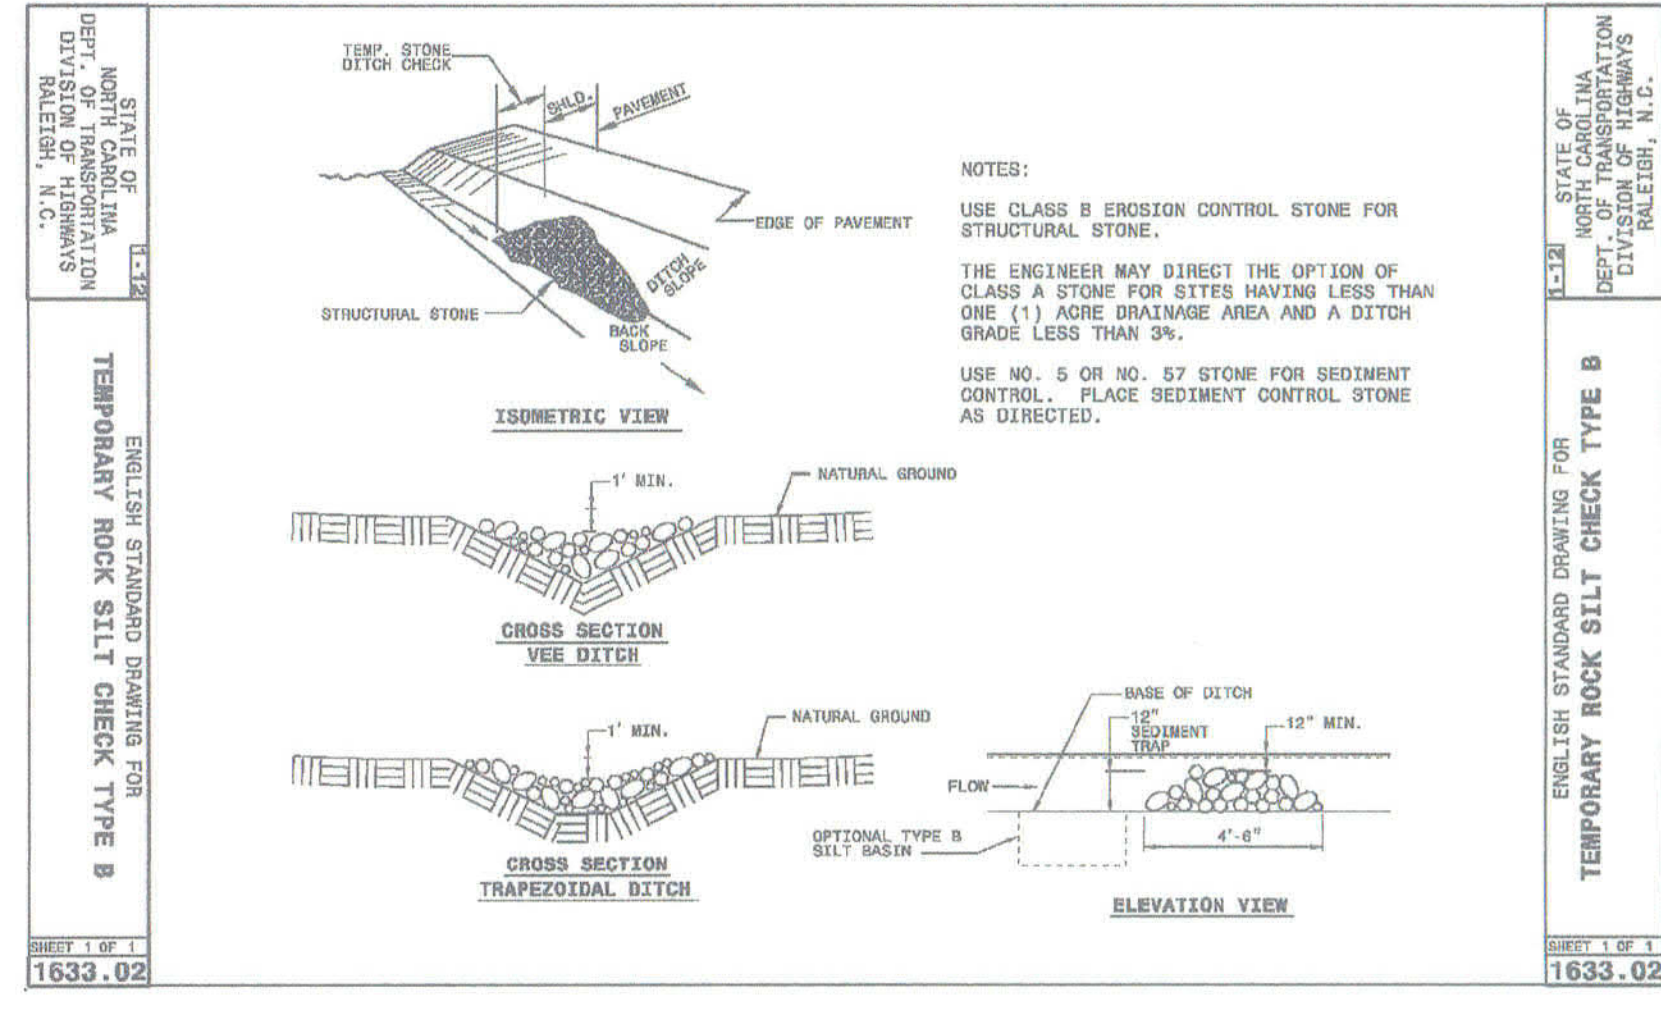 STATE OF
NORTH CAROLINA
DEPT. OF TRANSPORTATION
DIVISION OF HIGHWAYS
RALEIGH, N.C.
1-12
ENGLISH STANDARD DRAWING FOR
TEMPORARY ROCK SILT CHECK TYPE B
SHEET 1 OF 1
1633.02
TEMP. STONE
DITCH CHECK
SHLD.
PAVEMENT
EDGE OF PAVEMENT
DITCH
SLOPE
STRUCTURAL STONE
BACK
SLOPE
ISOMETRIC VIEW
NOTES:
USE CLASS B EROSION CONTROL STONE FOR
STRUCTURAL STONE.
THE ENGINEER MAY DIRECT THE OPTION OF
CLASS A STONE FOR SITES HAVING LESS THAN
ONE (1) ACRE DRAINAGE AREA AND A DITCH
GRADE LESS THAN 3%.
USE NO. 5 OR NO. 57 STONE FOR SEDIMENT
CONTROL. PLACE SEDIMENT CONTROL STONE
AS DIRECTED.
1' MIN.
NATURAL GROUND
CROSS SECTION
VEE DITCH
1' MIN.
NATURAL GROUND
CROSS SECTION
TRAPEZOIDAL DITCH
BASE OF DITCH
12"
SEDIMENT
TRAP
12" MIN.
FLOW
OPTIONAL TYPE B
SILT BASIN
4'-6"
ELEVATION VIEW
STATE OF
NORTH CAROLINA
DEPT. OF TRANSPORTATION
DIVISION OF HIGHWAYS
RALEIGH, N.C.
1-12
ENGLISH STANDARD DRAWING FOR
TEMPORARY ROCK SILT CHECK TYPE B
SHEET 1 OF 1
1633.02